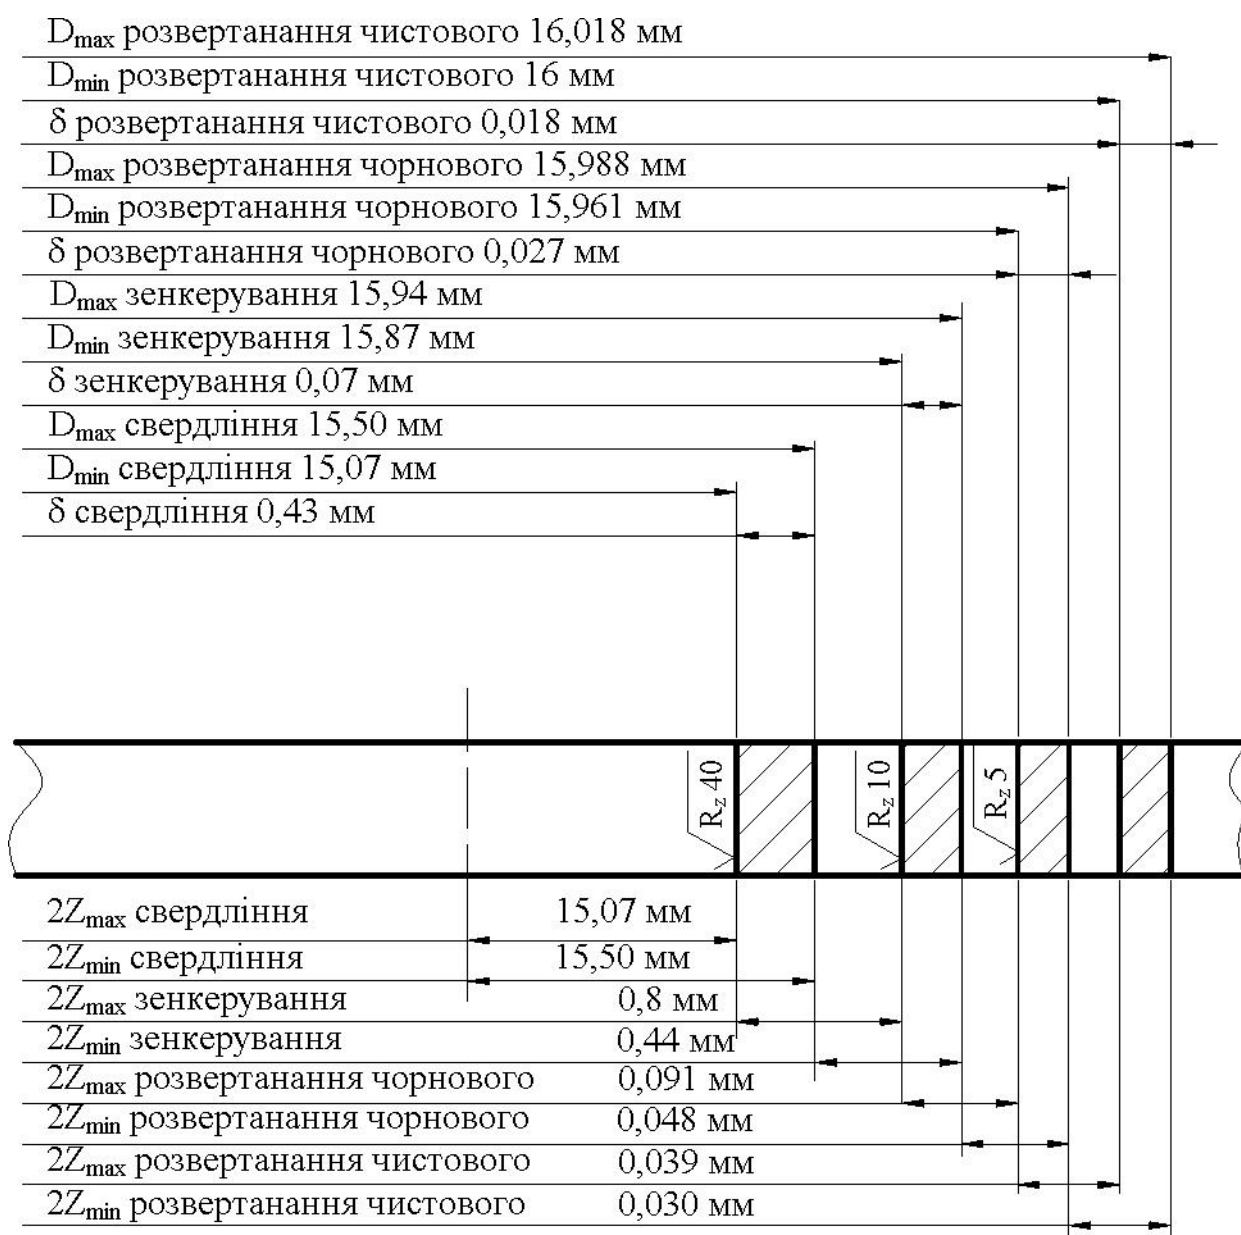 Dmax розвертанання чистового 16,018 мм
Dmin розвертанання чистового 16 мм
δ розвертанання чистового 0,018 мм
Dmax розвертанання чорнового 15,988 мм
Dmin розвертанання чорнового 15,961 мм
δ розвертанання чорнового 0,027 мм
Dmax зенкерування 15,94 мм
Dmin зенкерування 15,87 мм
δ зенкерування 0,07 мм
Dmax свердління 15,50 мм
Dmin свердління 15,07 мм
δ свердління 0,43 мм
Rz 40
Rz 10
Rz 5
2Zmax свердління 15,07 мм
2Zmin свердління 15,50 мм
2Zmax зенкерування 0,8 мм
2Zmin зенкерування 0,44 мм
2Zmax розвертанання чорнового 0,091 мм
2Zmin розвертанання чорнового 0,048 мм
2Zmax розвертанання чистового 0,039 мм
2Zmin розвертанання чистового 0,030 мм